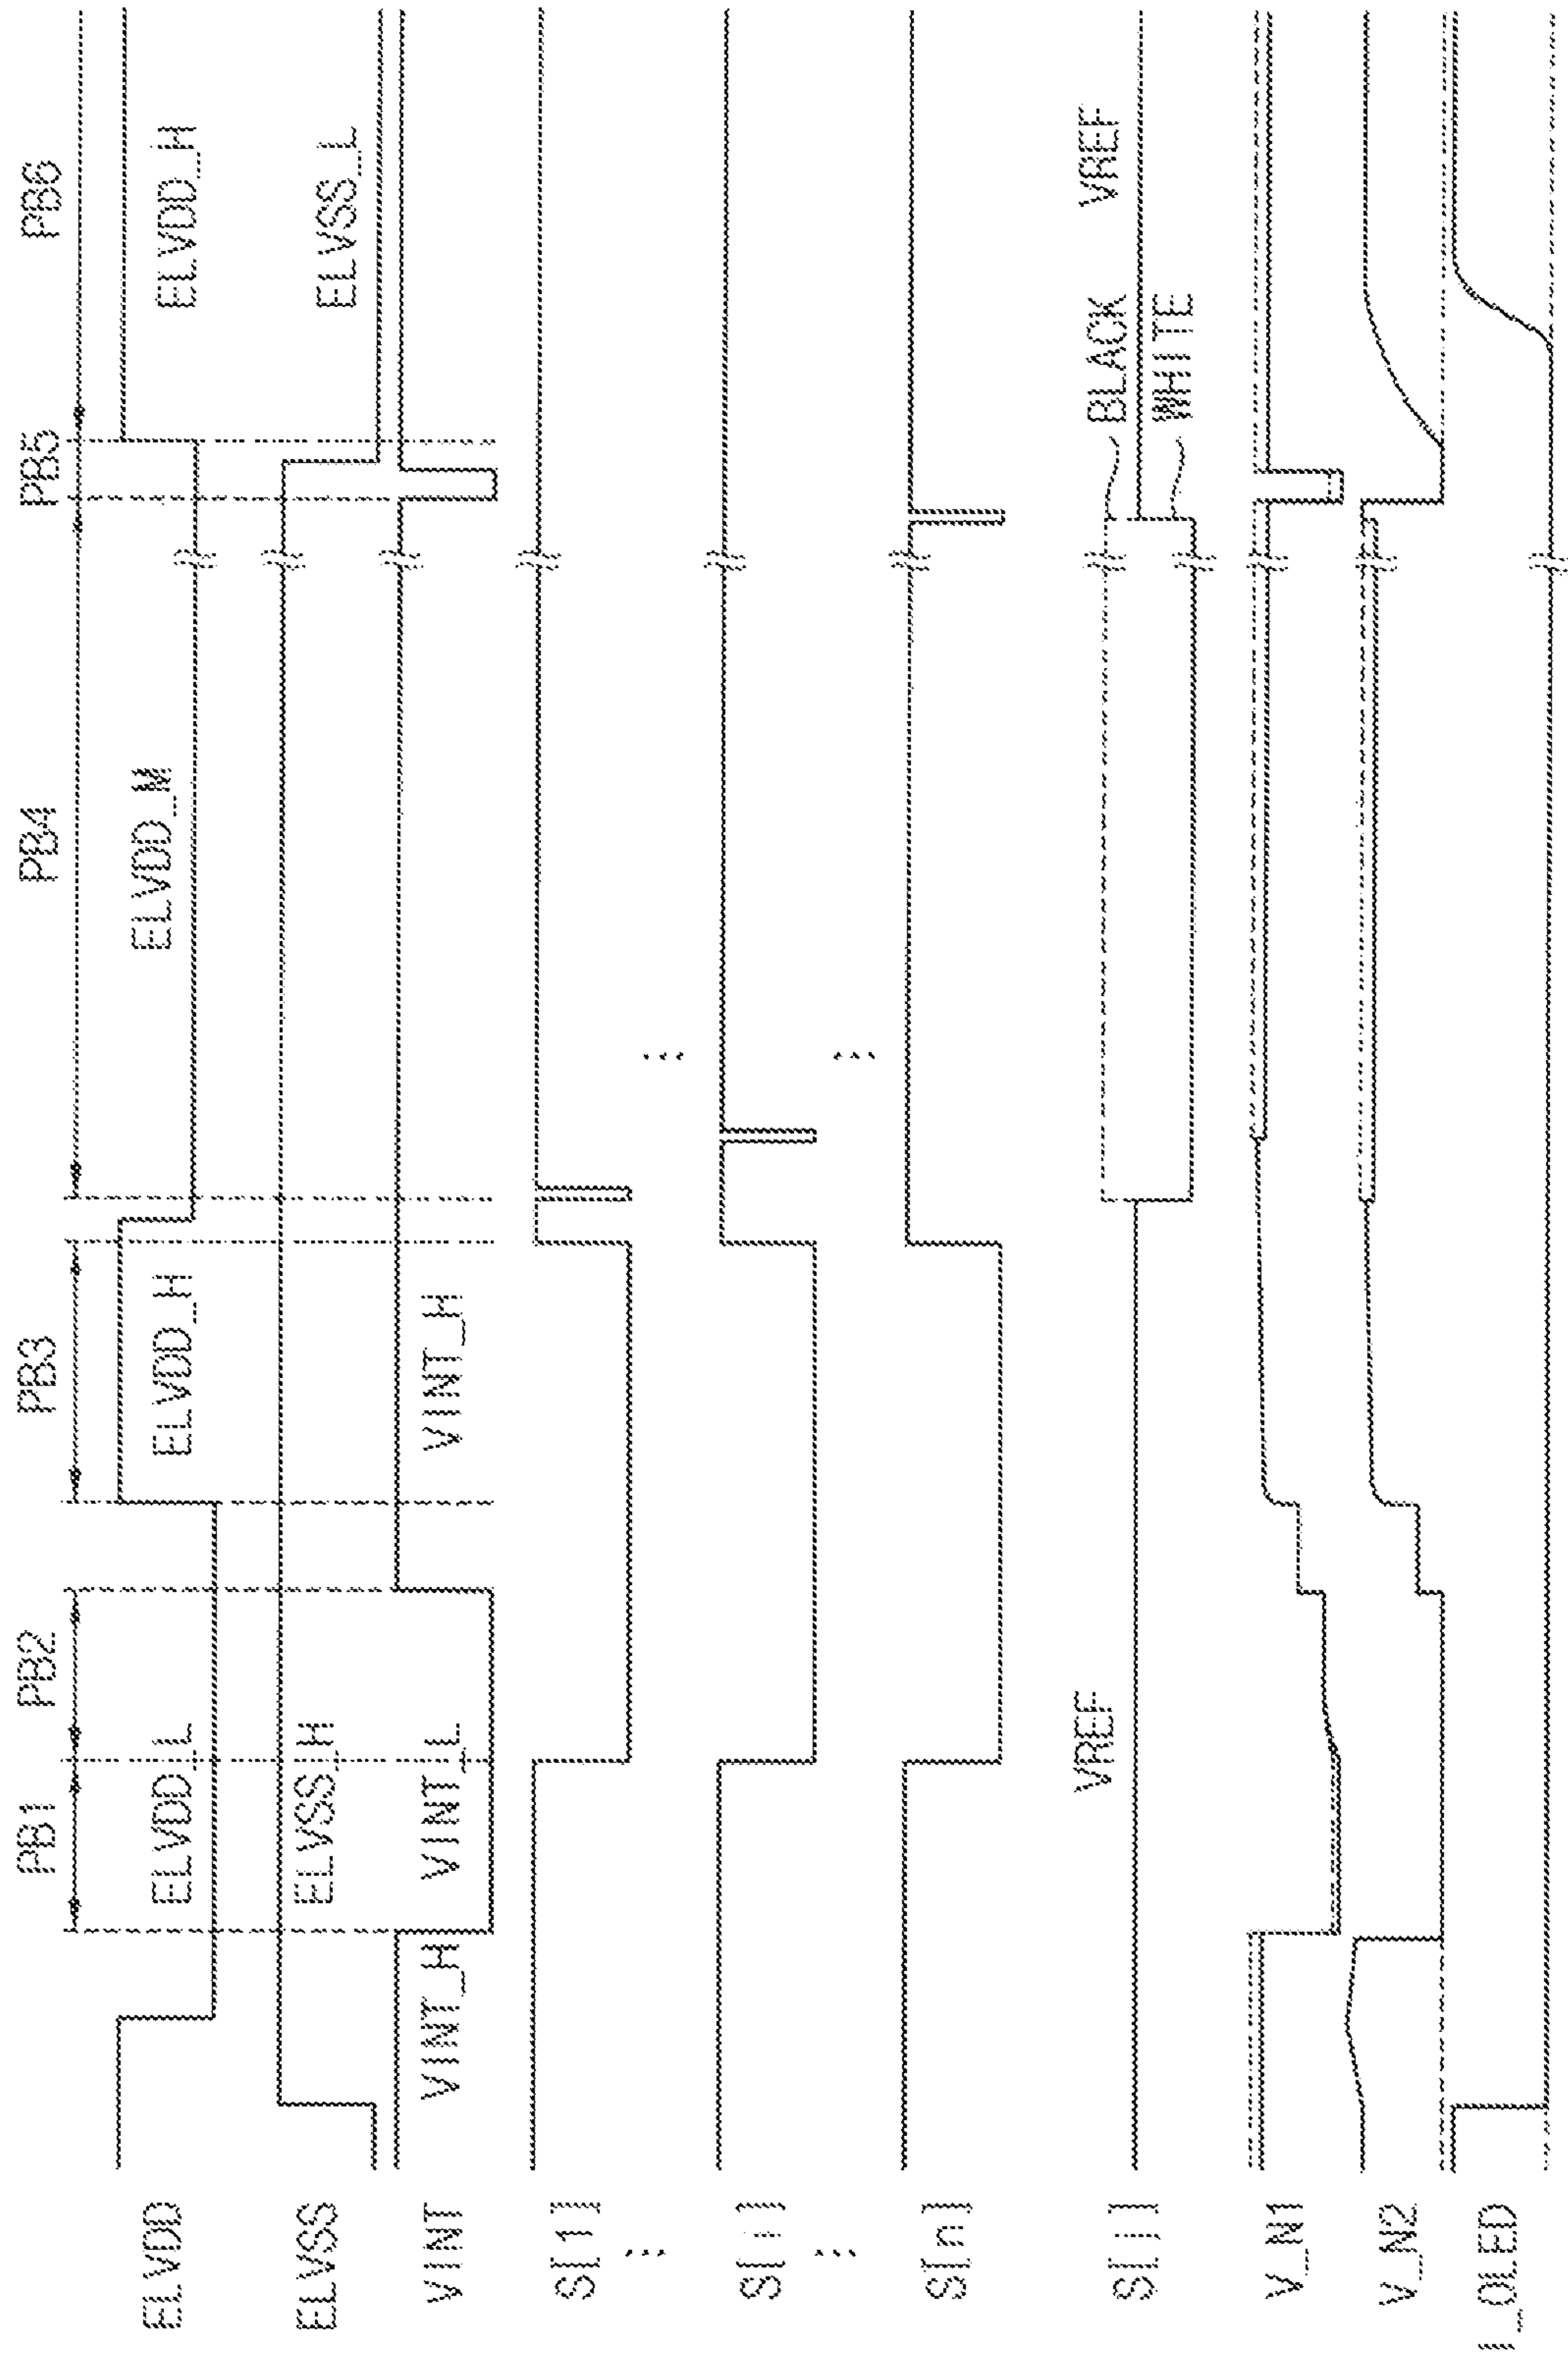 PB1 PB2 PB3 PB4 PB5 PB6
ELVDD ELVDD_L ELVDD_H ELVDD_M ELVDD_H
ELVSS ELVSS_H ELVSS_L
VINT VINT_H VINT_L VINT_H
S[1]
...
...
S[i]
...
...
S[n]
VREF BLACK VREF
S[j] WHITE
V_N1
V_N2
I_OLED